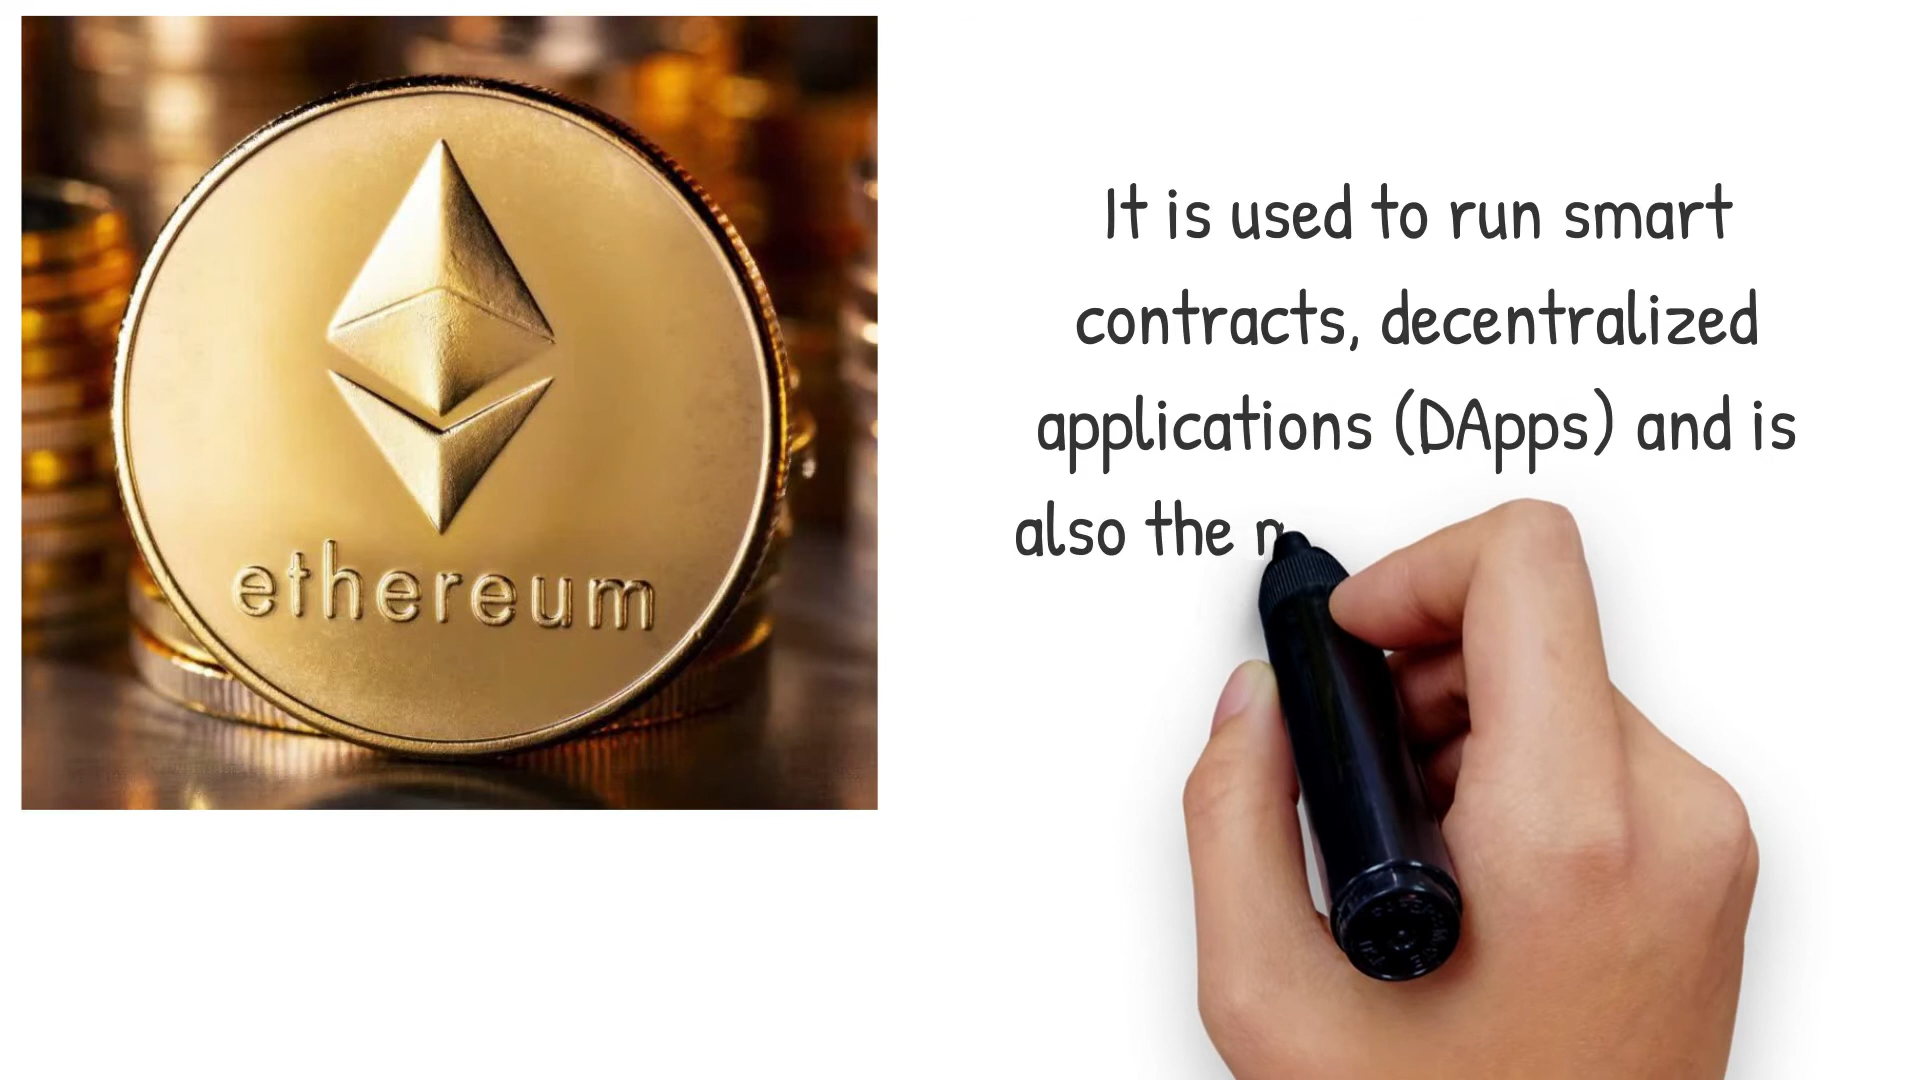 ethereum
It is used to run smart
contracts, decentralized
applications (DApps) and is
also the